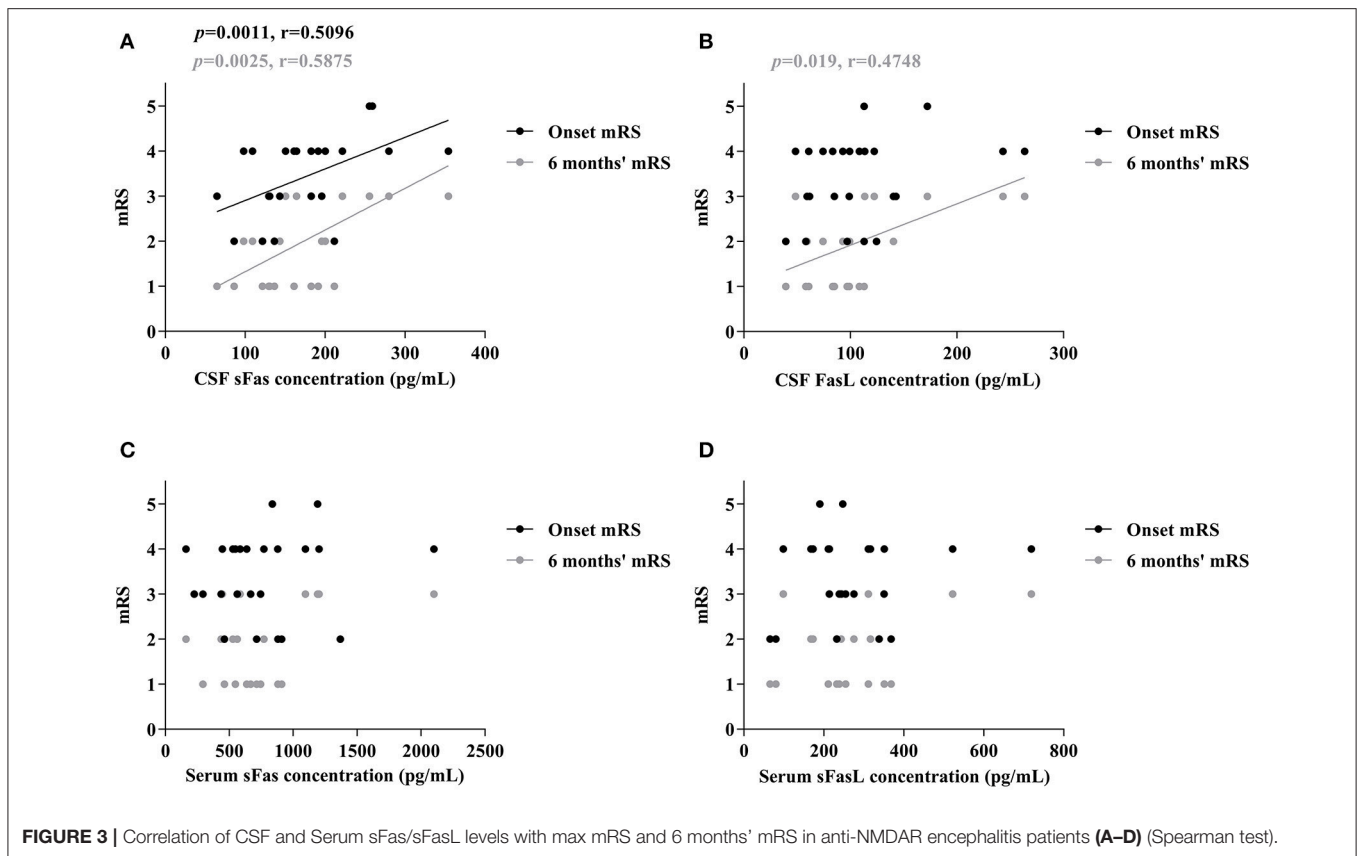 A
p=0.0011, r=0.5096
p=0.0025, r=0.5875
5
4
3
2
1
0
mRS
0 100 200 300 400
CSF sFas concentration (pg/mL)
Onset mRS
6 months' mRS
B
p=0.019, r=0.4748
5
4
3
2
1
0
mRS
0 100 200 300
CSF FasL concentration (pg/mL)
Onset mRS
6 months' mRS
C
5
4
3
2
1
0
mRS
0 500 1000 1500 2000 2500
Serum sFas concentration (pg/mL)
Onset mRS
6 months' mRS
D
5
4
3
2
1
0
mRS
0 200 400 600 800
Serum sFasL concentration (pg/mL)
Onset mRS
6 months' mRS
FIGURE 3 | Correlation of CSF and Serum sFas/sFasL levels with max mRS and 6 months' mRS in anti-NMDAR encephalitis patients (A–D) (Spearman test).